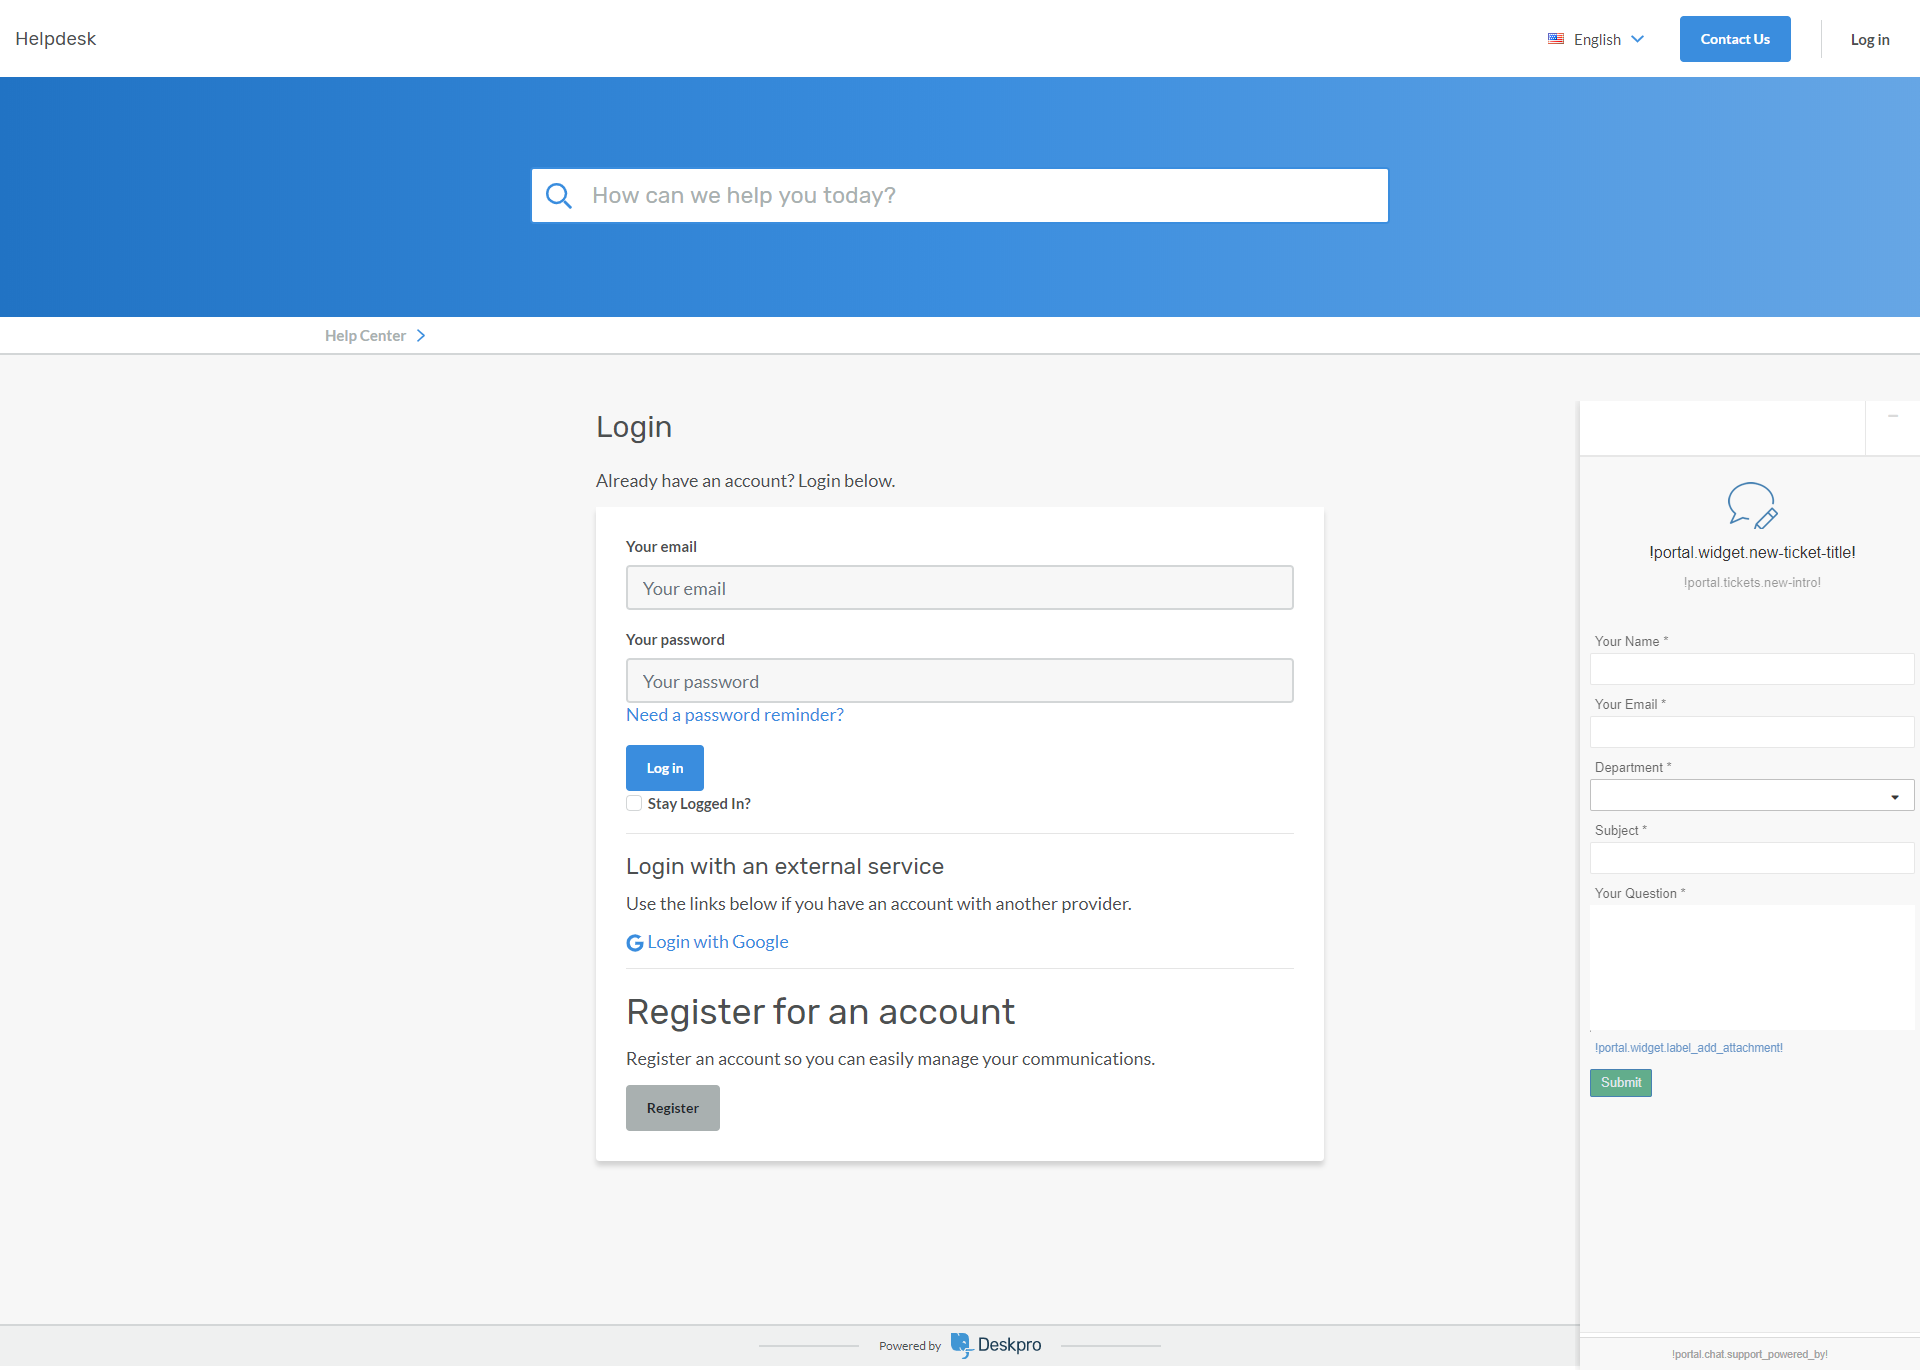 Helpdesk
English
Contact Us
Log in
How can we help you today?
Help Center
Login
Already have an account? Login below.
Your email
Your email
Your password
Your password
Need a password reminder?
Log in
Stay Logged In?
Login with an external service
Use the links below if you have an account with another provider.
Login with Google
Register for an account
Register an account so you can easily manage your communications.
Register
!portal.widget.new-ticket-title!
!portal.tickets.new-intro!
Your Name *
Your Email *
Department *
Subject *
Your Question *
!portal.widget.label_add_attachment!
Submit
Powered by Deskpro
!portal.chat.support_powered_by!